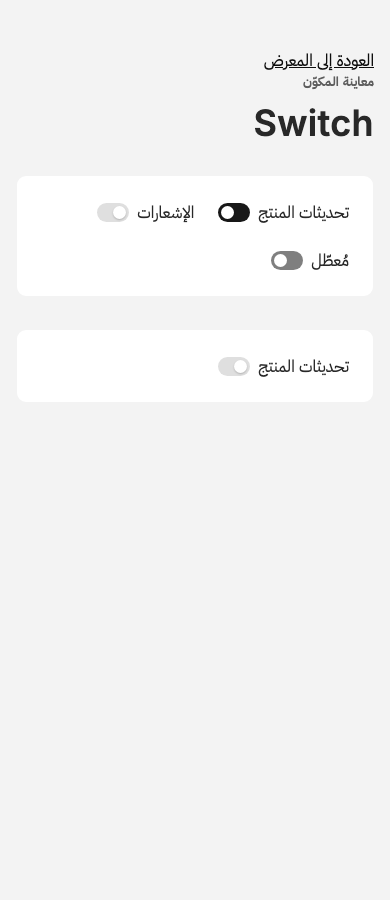 العودة إلى المعرض
معاينة المكوّن
Switch
تحديثات المنتج
الإشعارات
مُعطّل
تحديثات المنتج